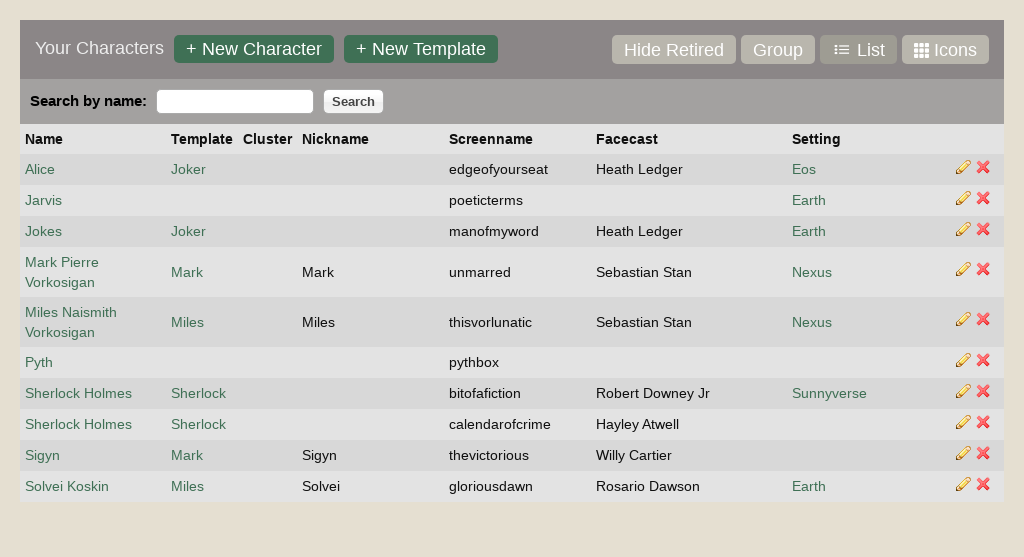 Your Characters + New Character + New Template Hide Retired Group List Icons
Search by name: Search
Name Template Cluster Nickname Screenname Facecast Setting
Alice Joker edgeofyourseat Heath Ledger Eos
Jarvis poeticterms Earth
Jokes Joker manofmyword Heath Ledger Earth
Mark Pierre
Vorkosigan Mark Mark unmarred Sebastian Stan Nexus
Miles Naismith
Vorkosigan Miles Miles thisvorlunatic Sebastian Stan Nexus
Pyth pythbox
Sherlock Holmes Sherlock bitofafiction Robert Downey Jr Sunnyverse
Sherlock Holmes Sherlock calendarofcrime Hayley Atwell
Sigyn Mark Sigyn thevictorious Willy Cartier
Solvei Koskin Miles Solvei gloriousdawn Rosario Dawson Earth